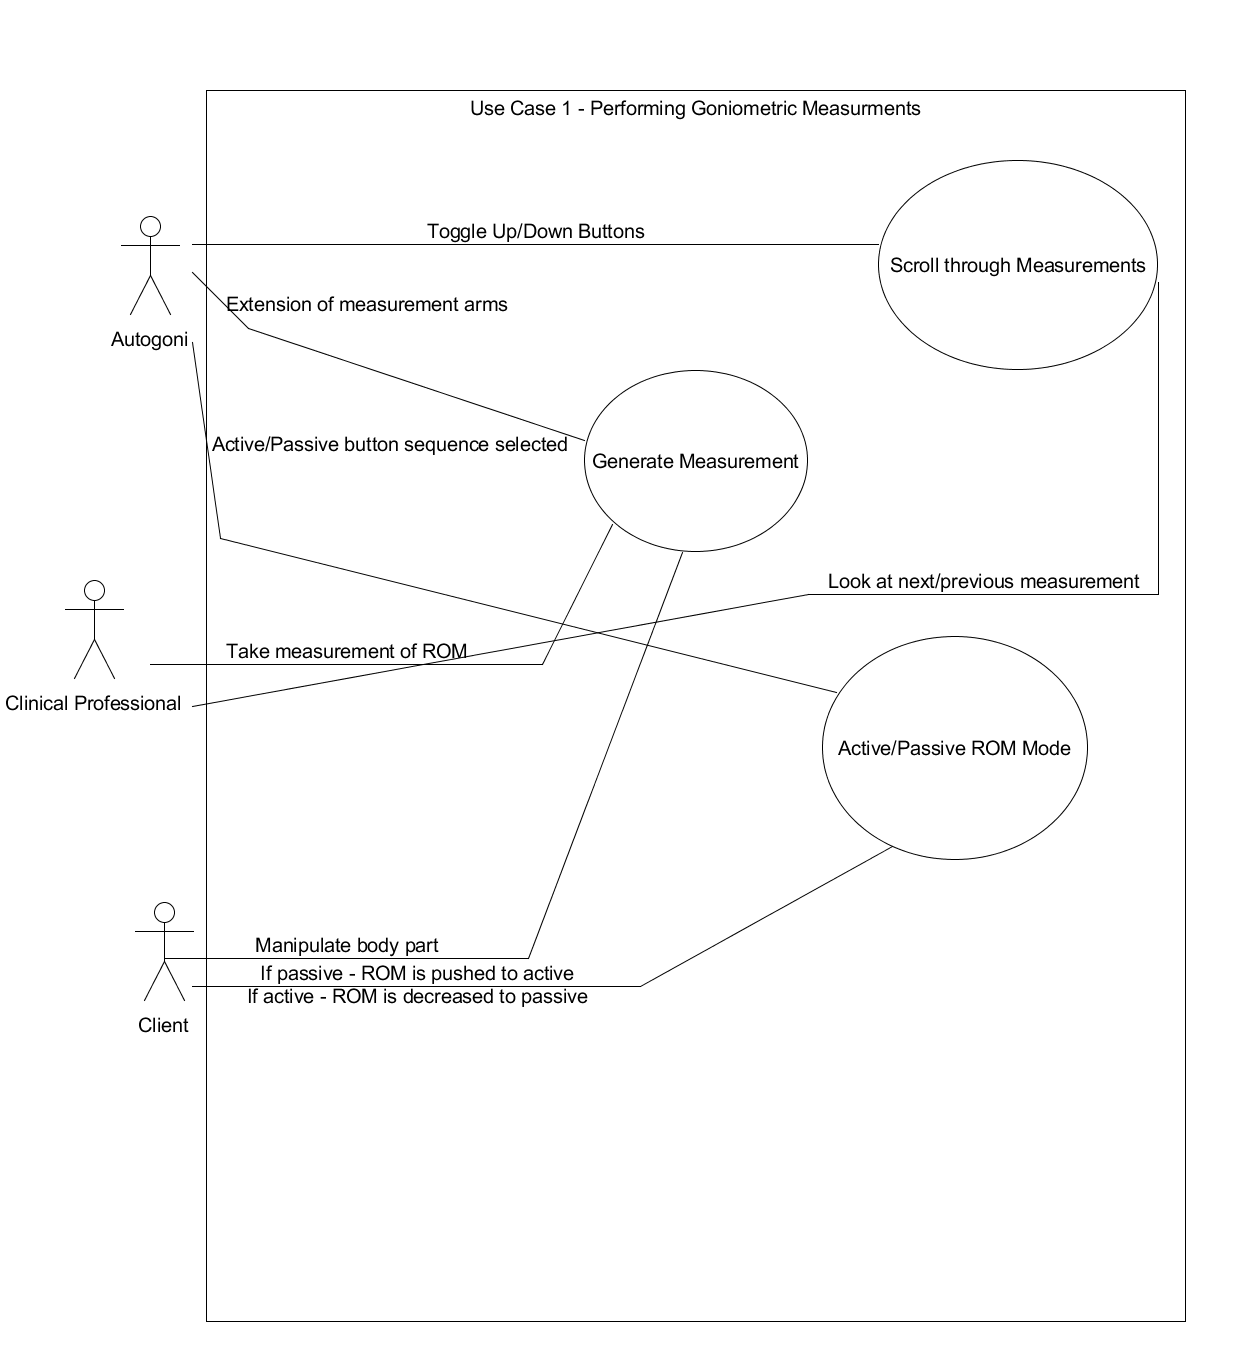 Use Case 1 - Performing Goniometric Measurments
Toggle Up/Down Buttons
Scroll through Measurements
Extension of measurement arms
Autogoni
Active/Passive button sequence selected
Generate Measurement
Look at next/previous measurement
Take measurement of ROM
Clinical Professional
Active/Passive ROM Mode
Manipulate body part
If passive - ROM is pushed to active
If active - ROM is decreased to passive
Client